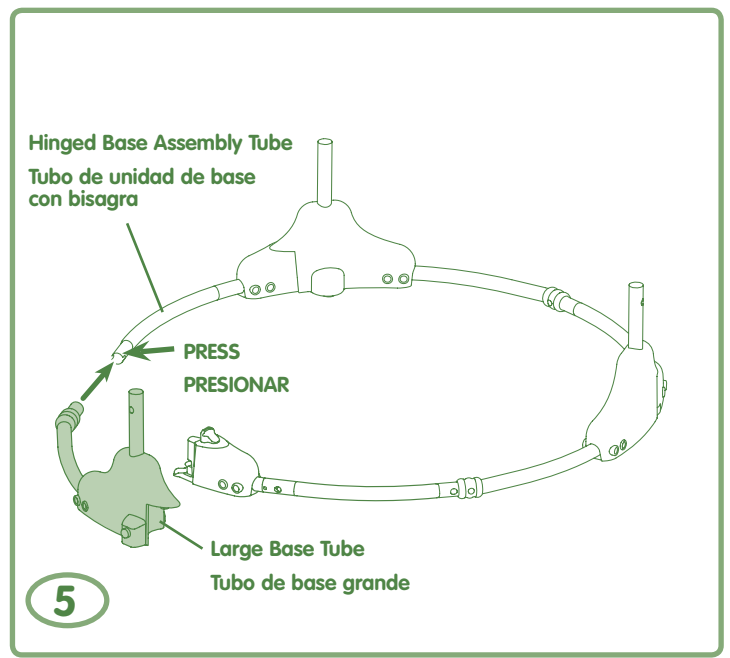 Hinged Base Assembly Tube
Tubo de unidad de base
con bisagra
PRESS
PRESIONAR
Large Base Tube
Tubo de base grande
5